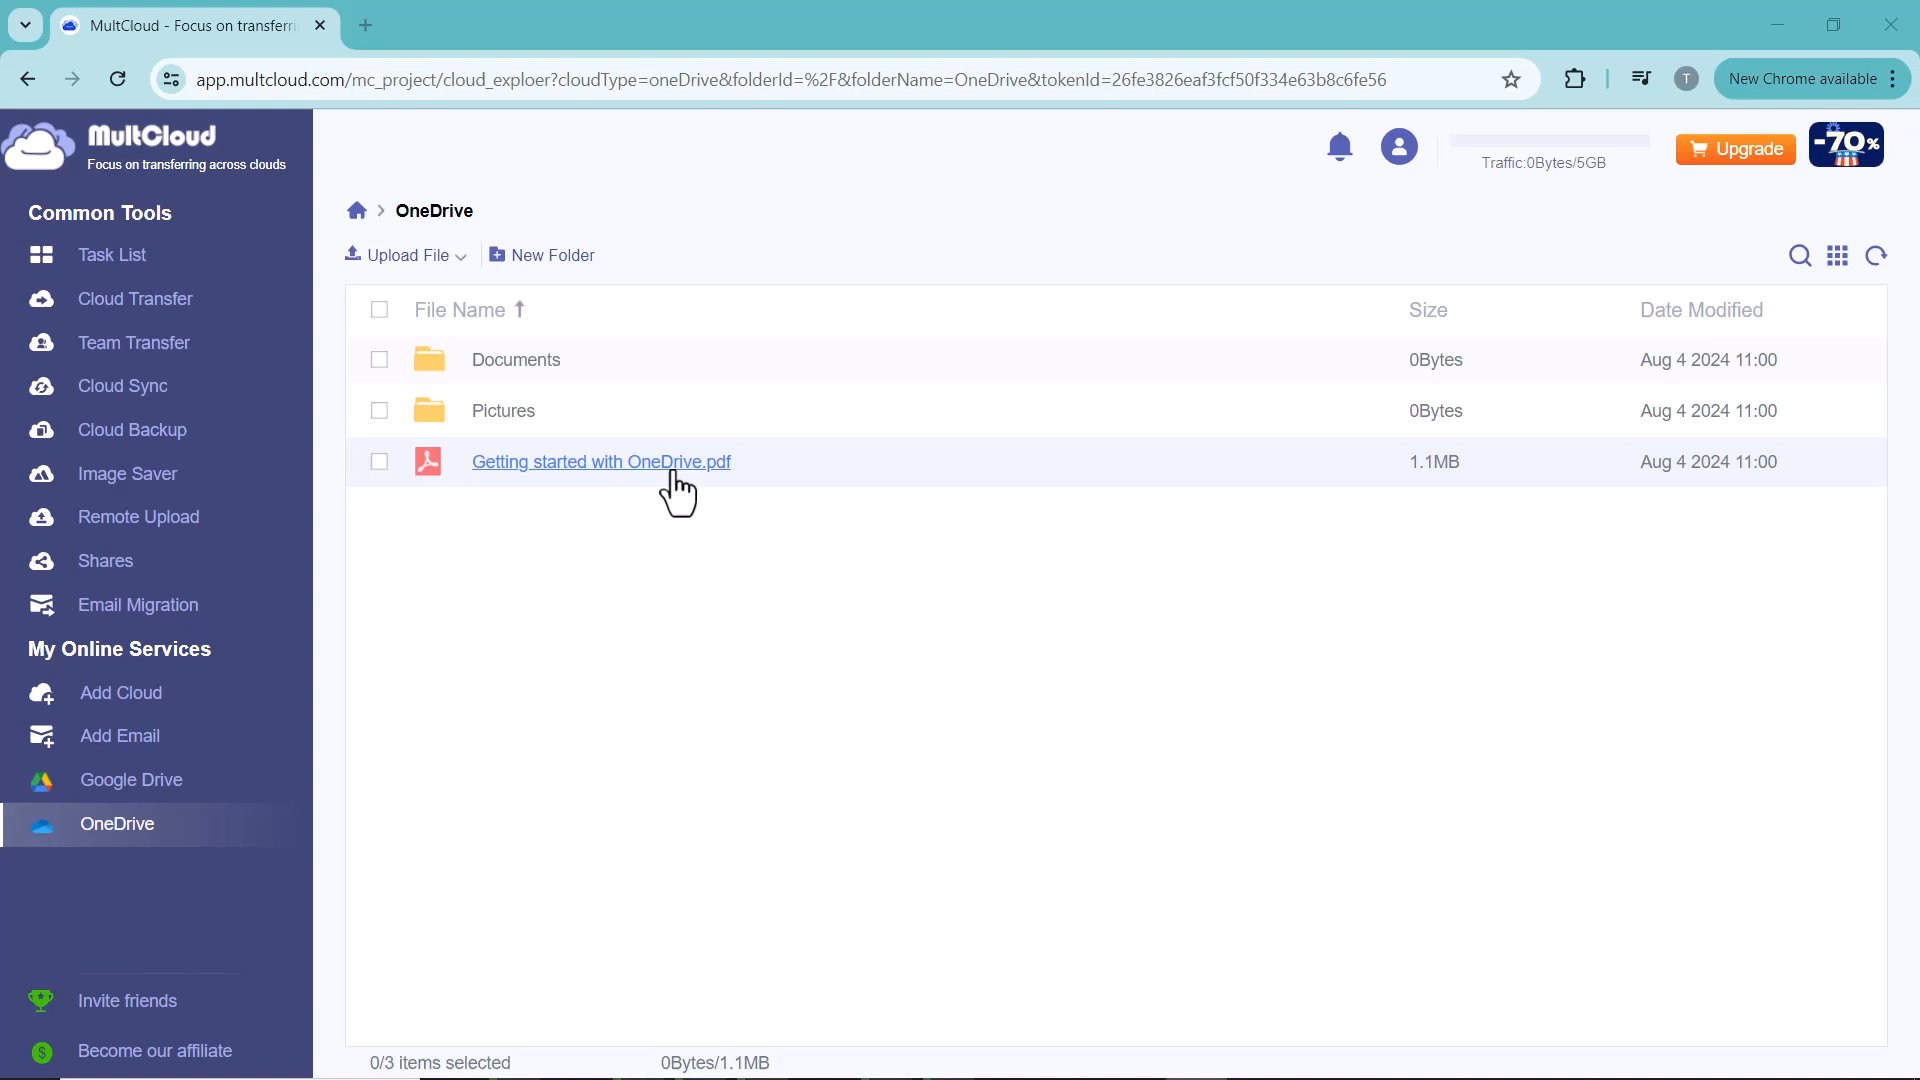 MultCloud - Focus on transferri
app.multcloud.com/mc_project/cloud_exploer?cloudType=oneDrive&folderId=%2F&folderName=OneDrive&tokenId=26fe3826eaf3fcf50f334e63b8c6fe56
T
New Chrome available
MultCloud
Focus on transferring across clouds
Traffic:0Bytes/5GB
Upgrade
-70%
Common Tools
Task List
Cloud Transfer
Team Transfer
Cloud Sync
Cloud Backup
Image Saver
Remote Upload
Shares
Email Migration
My Online Services
Add Cloud
Add Email
Google Drive
OneDrive
Invite friends
$
Become our affiliate
OneDrive
Upload File
New Folder
File Name Size Date Modified
Documents 0Bytes Aug 4 2024 11:00
Pictures 0Bytes Aug 4 2024 11:00
Getting started with OneDrive.pdf 1.1MB Aug 4 2024 11:00
0/3 items selected 0Bytes/1.1MB